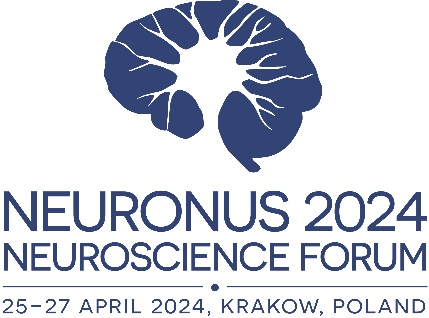 NEURONUS 2024
NEUROSCIENCE FORUM
25–27 APRIL 2024, KRAKOW, POLAND